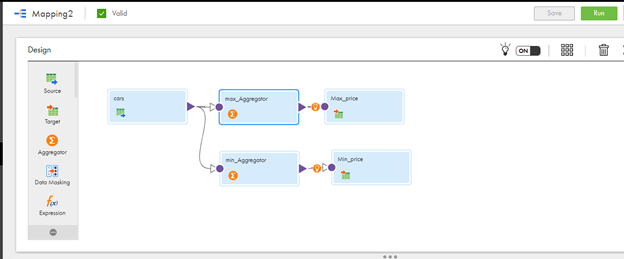 Mapping2
Valid
Save
Run
Design
ON
Source
Target
Aggregator
Data Masking
f(x)
Expression
cars
max_Aggregator
Max_price
min_Aggregator
Min_price